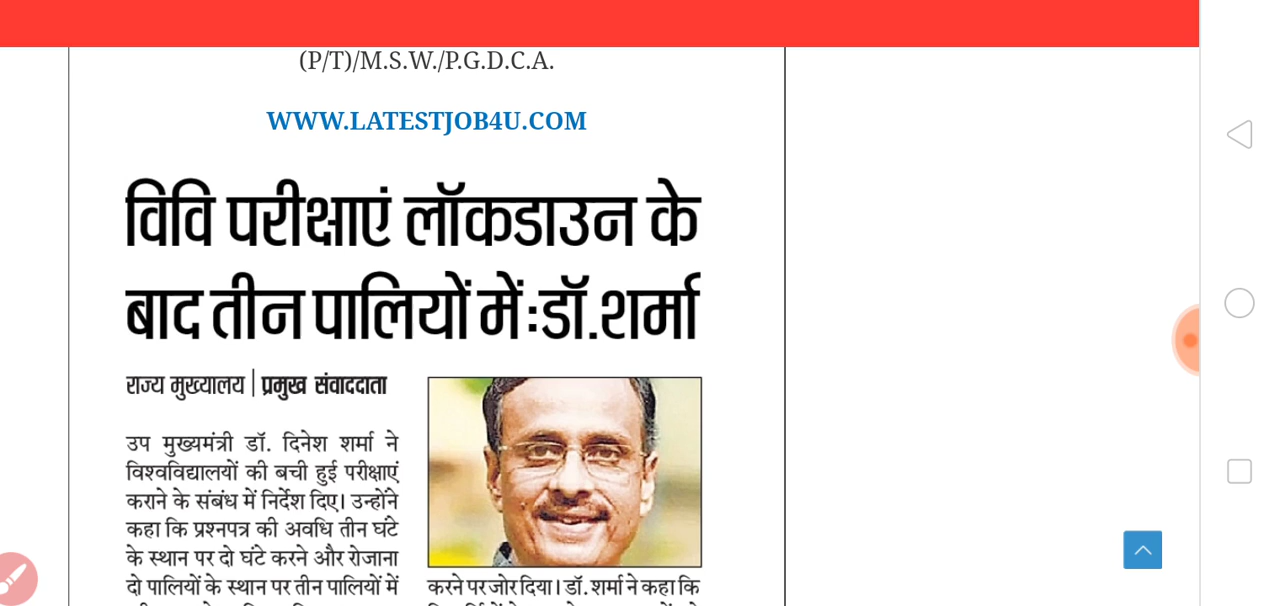 (P/T)/M.S.W./P.G.D.C.A.
WWW.LATESTJOB4U.COM
विवि परीक्षाएं लॉकडाउन के
बाद तीन पालियों में:डॉ.शर्मा
राज्य मुख्यालय | प्रमुख संवाददाता
उप मुख्यमंत्री डॉ. दिनेश शर्मा ने
विश्वविद्यालयों की बची हुई परीक्षाएं
कराने के संबंध में निर्देश दिए। उन्होंने
कहा कि प्रश्नपत्र की अवधि तीन घंटे
के स्थान पर दो घंटे करने और रोजाना
दो पालियों के स्थान पर तीन पालियों में
करने पर जोर दिया। डॉ. शर्मा ने कहा कि